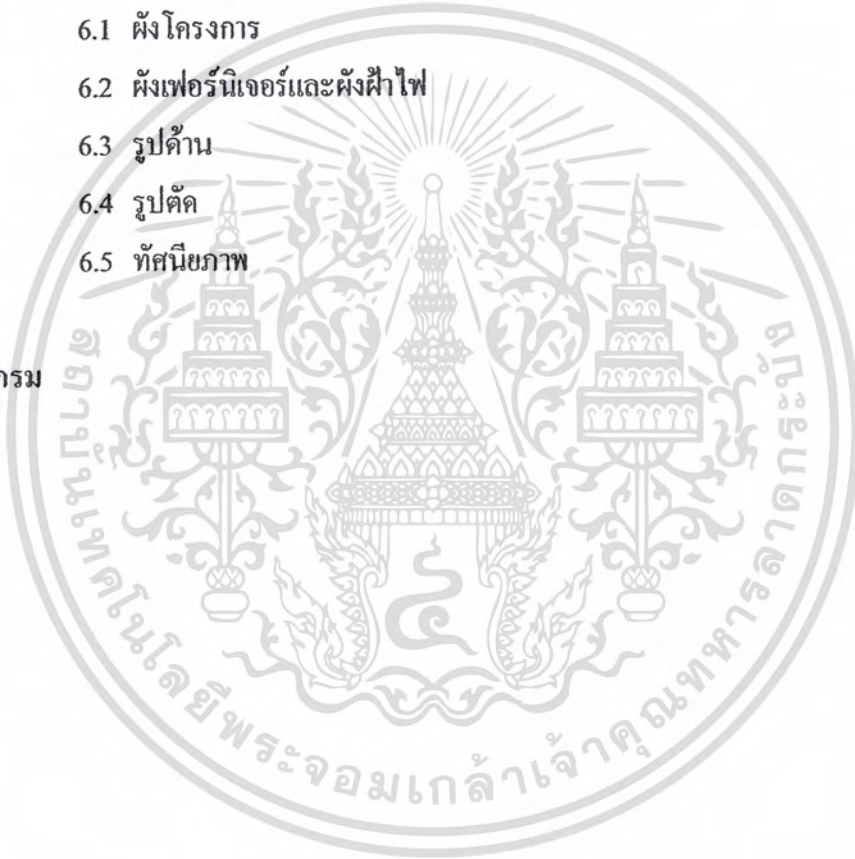 6.1 ผังโครงการ
6.2 ผังเฟอร์นิเจอร์และผังฝ้าไฟ
6.3 รูปด้าน
6.4 รูปตัด
6.5 ทัศนียภาพ
กรม
สถาบันเทคโนโลยีพระจอมเกล้าเจ้าคุณทหารลาดกระบัง
๔